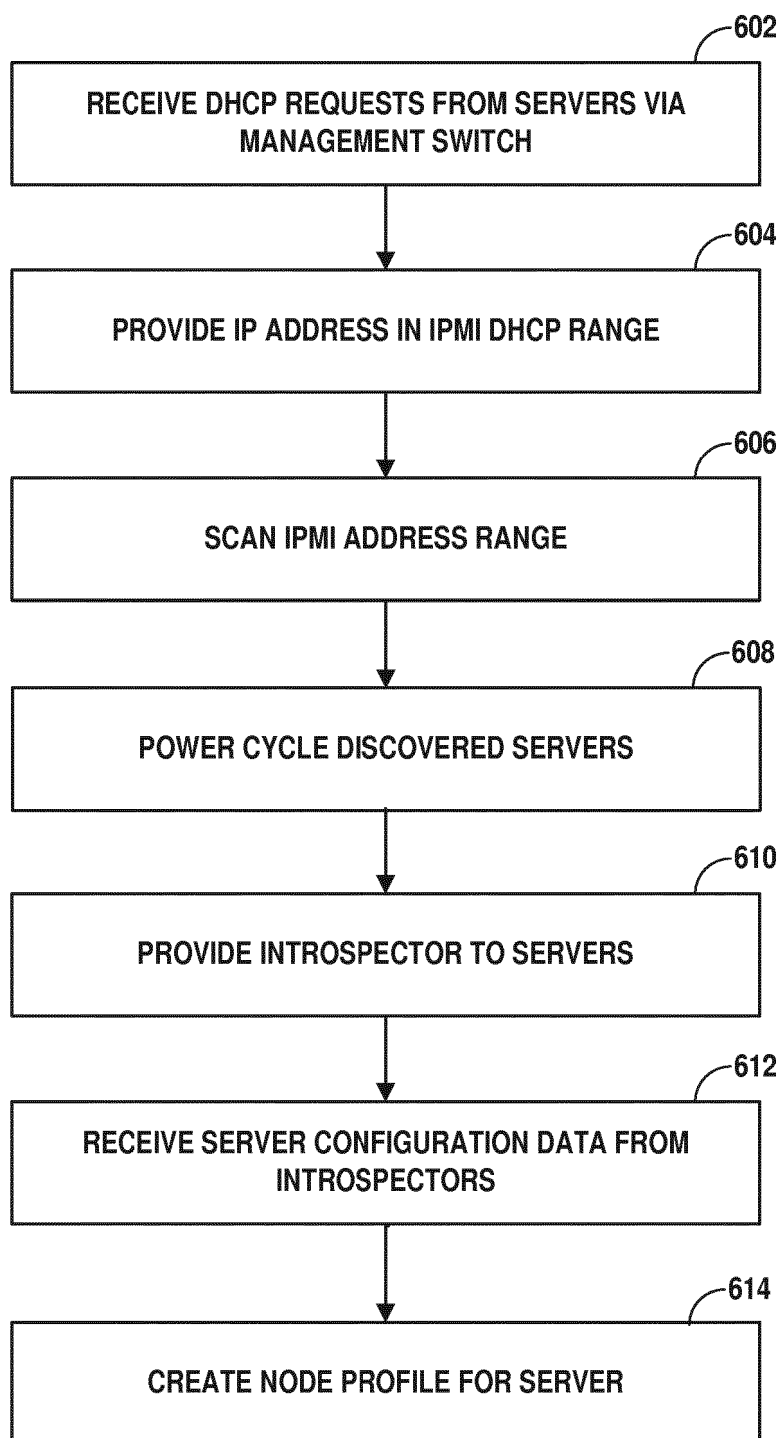 602
RECEIVE DHCP REQUESTS FROM SERVERS VIA
MANAGEMENT SWITCH
604
PROVIDE IP ADDRESS IN IPMI DHCP RANGE
606
SCAN IPMI ADDRESS RANGE
608
POWER CYCLE DISCOVERED SERVERS
610
PROVIDE INTROSPECTOR TO SERVERS
612
RECEIVE SERVER CONFIGURATION DATA FROM
INTROSPECTORS
614
CREATE NODE PROFILE FOR SERVER